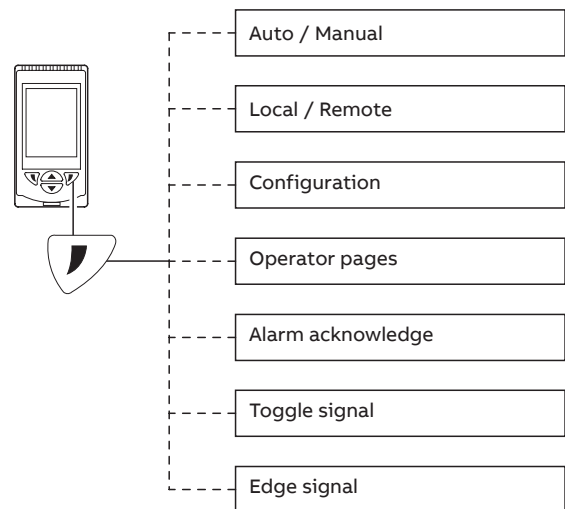 Auto / Manual
Local / Remote
Configuration
Operator pages
Alarm acknowledge
Toggle signal
Edge signal